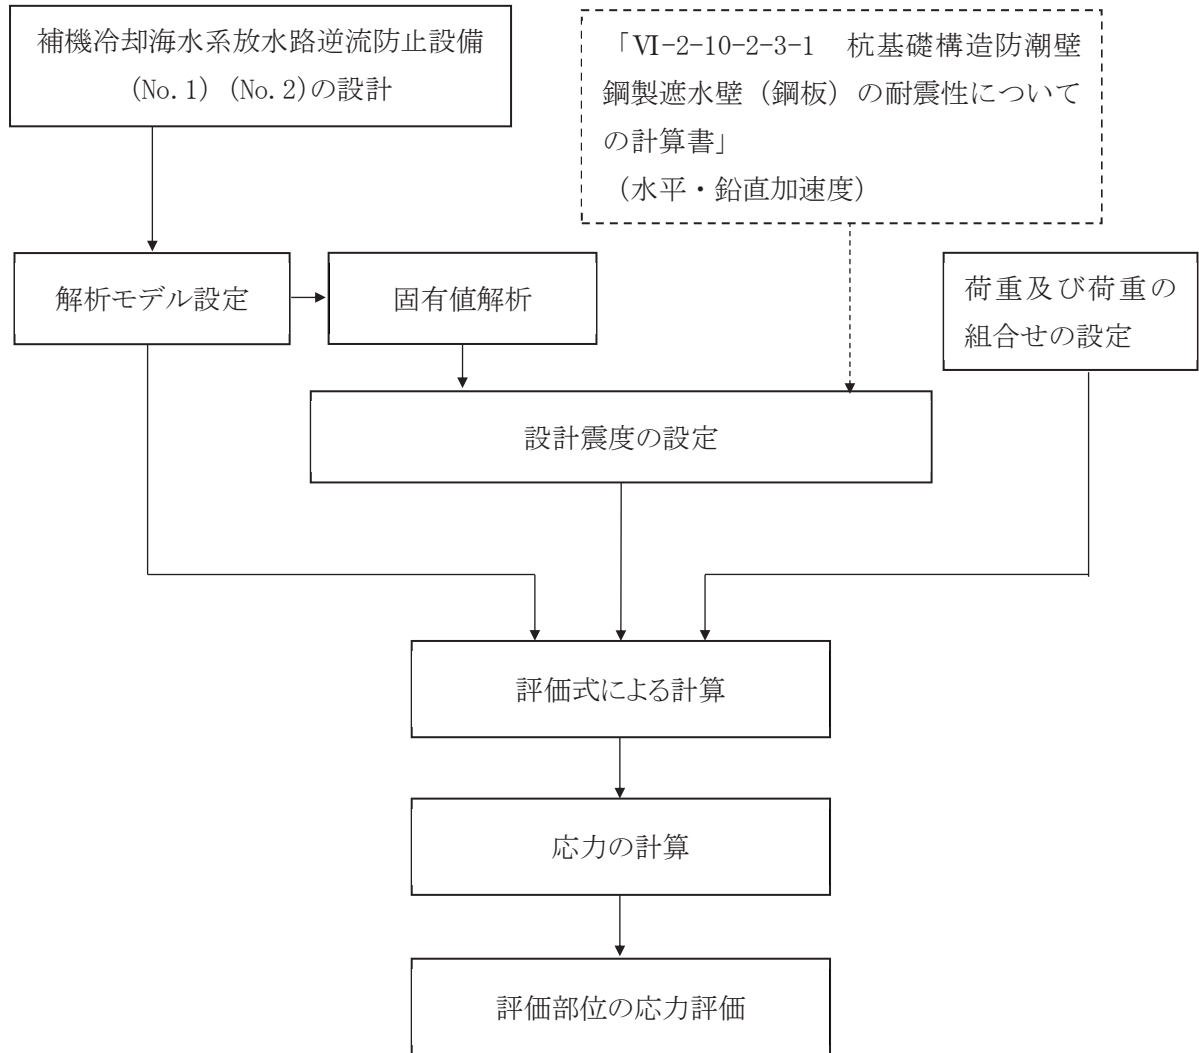 補機冷却海水系放水路逆流防止設備
(No.1) (No.2)の設計
「Ⅵ-2-10-2-3-1　杭基礎構造防潮壁
鋼製遮水壁（鋼板）の耐震性について
の計算書」
（水平・鉛直加速度）
解析モデル設定
固有値解析
荷重及び荷重の
組合せの設定
設計震度の設定
評価式による計算
応力の計算
評価部位の応力評価